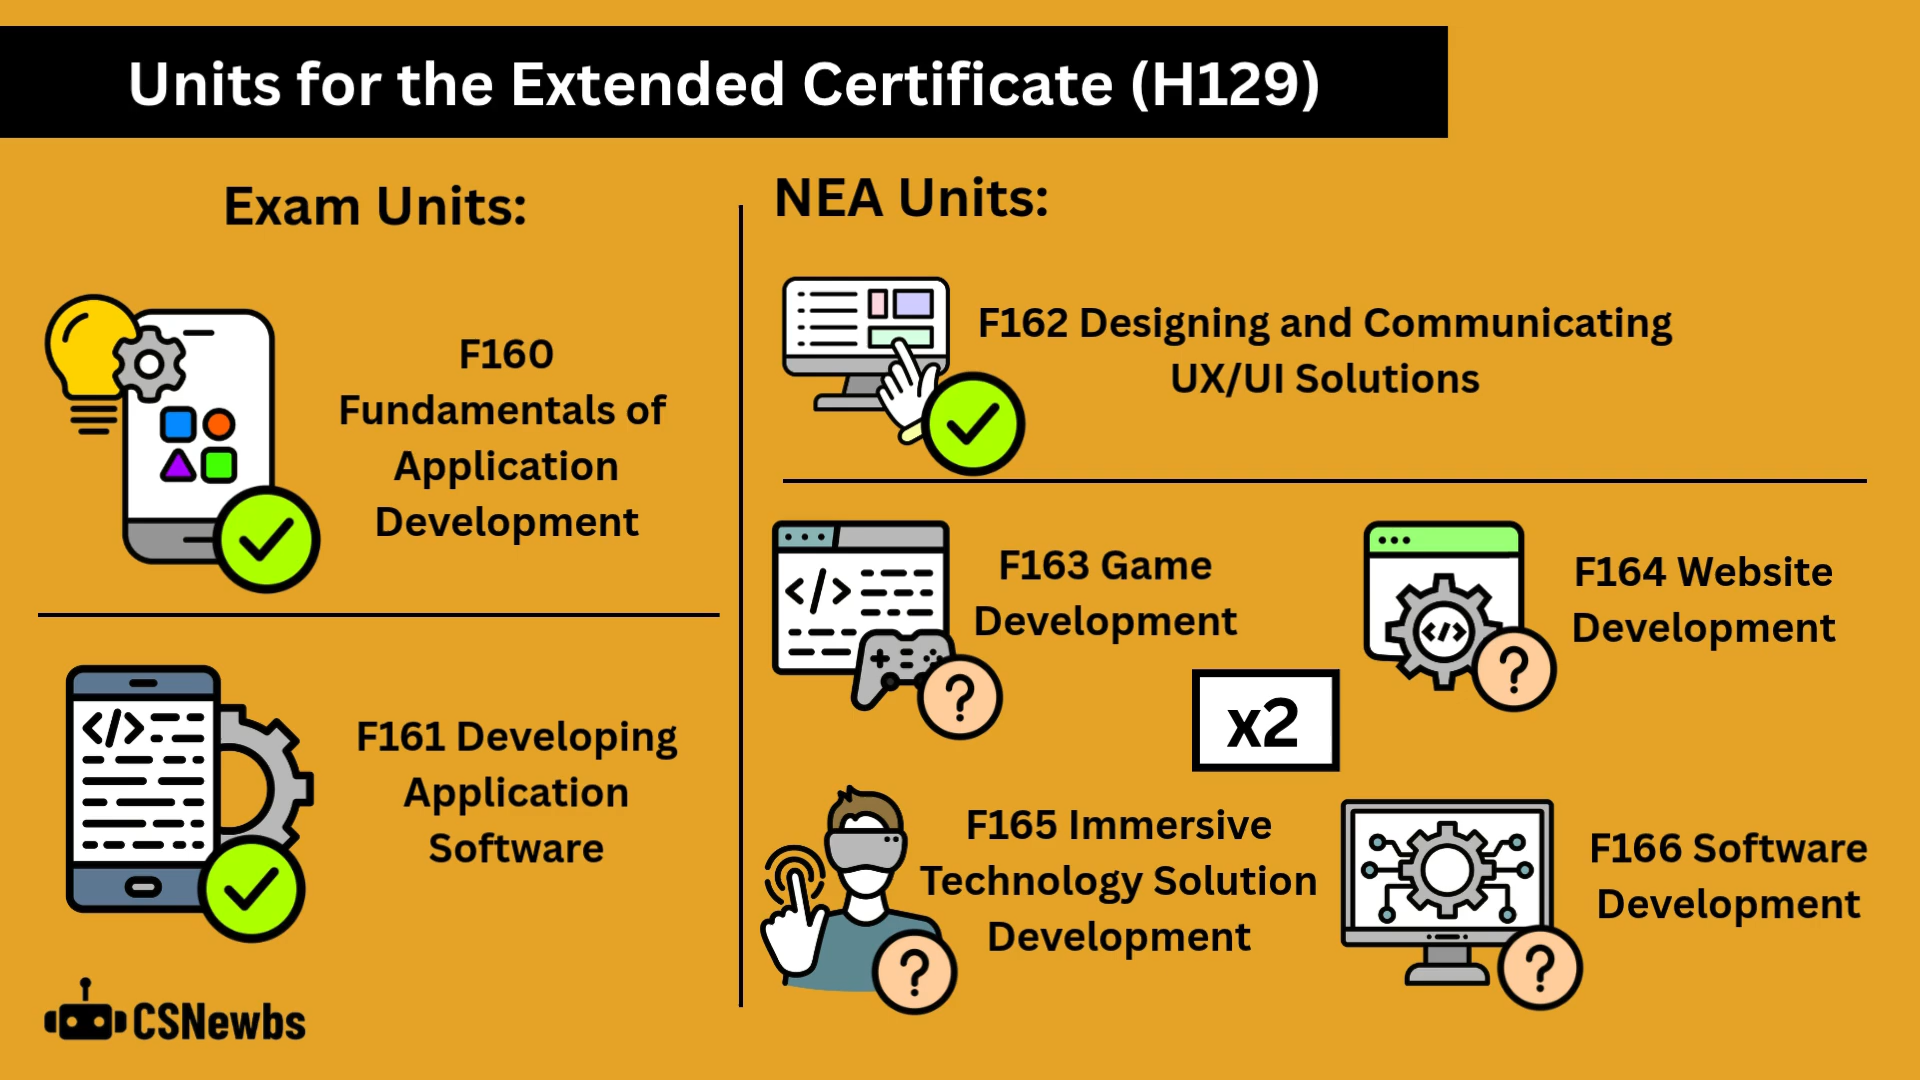 Units for the Extended Certificate (H129)
Exam Units:
F160
Fundamentals of
Application
Development
F161 Developing
Application
Software
NEA Units:
F162 Designing and Communicating
UX/UI Solutions
F163 Game
Development
F164 Website
Development
x2
F165 Immersive
Technology Solution
Development
F166 Software
Development
CSNewbs